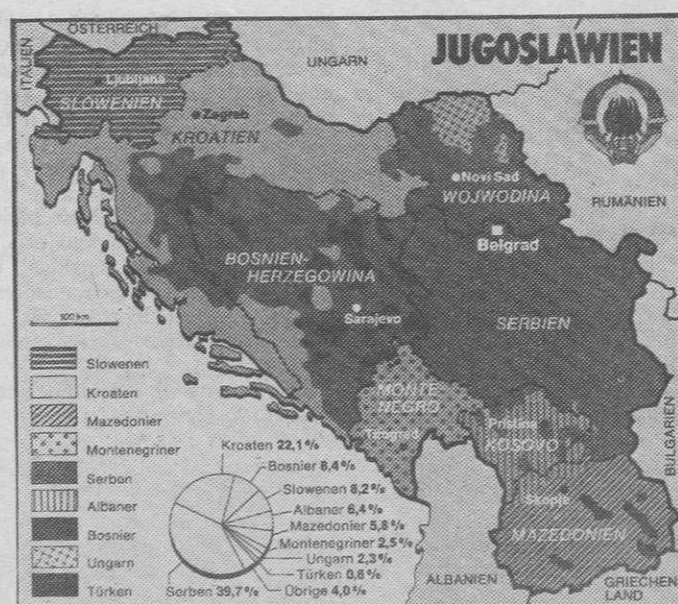 ÖSTERREICH
JUGOSLAWIEN
ITALIEN
UNGARN
Ljubljana
SLOWENIEN
Zagreb
KROATIEN
Novi Sad
WOJWODINA
RUMÄNIEN
Belgrad
BOSNIEN-
HERZEGOWINA
Sarajevo
SERBIEN
100 km
MONTE
NEGRO
Titograd
Pristina
KOSOVO
Skopje
MAZEDONIEN
BULGARIEN
ALBANIEN
GRIECHEN
LAND
Slowenen
Kroaten
Mazedonier
Montenegriner
Serben
Albaner
Bosnier
Ungarn
Türken
Kroaten 22,1%
Bosnier 8,4%
Slowenen 8,2%
Albaner 6,4%
Mazedonier 5,8%
Montenegriner 2,5%
Ungarn 2,3%
Türken 0,6%
Übrige 4,0%
Serben 39,7%